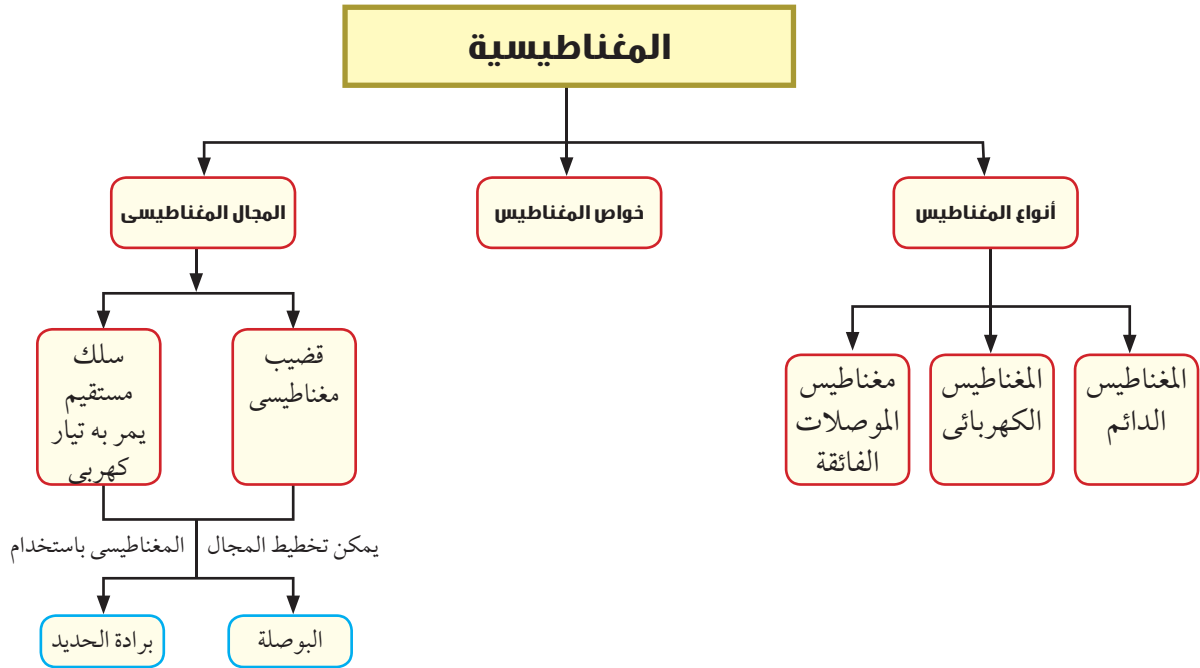 المغناطيسية
أنواع المغناطيس
خواص المغناطيس
المجال المغناطيسى
المغناطيس
الدائم
المغناطيس
الكهربائى
مغناطيس
الموصلات
الفائقة
قضيب
مغناطيسى
سلك
مستقيم
يمر به تيار
كهربى
يمكن تخطيط المجال المغناطيسى باستخدام
البوصلة
برادة الحديد